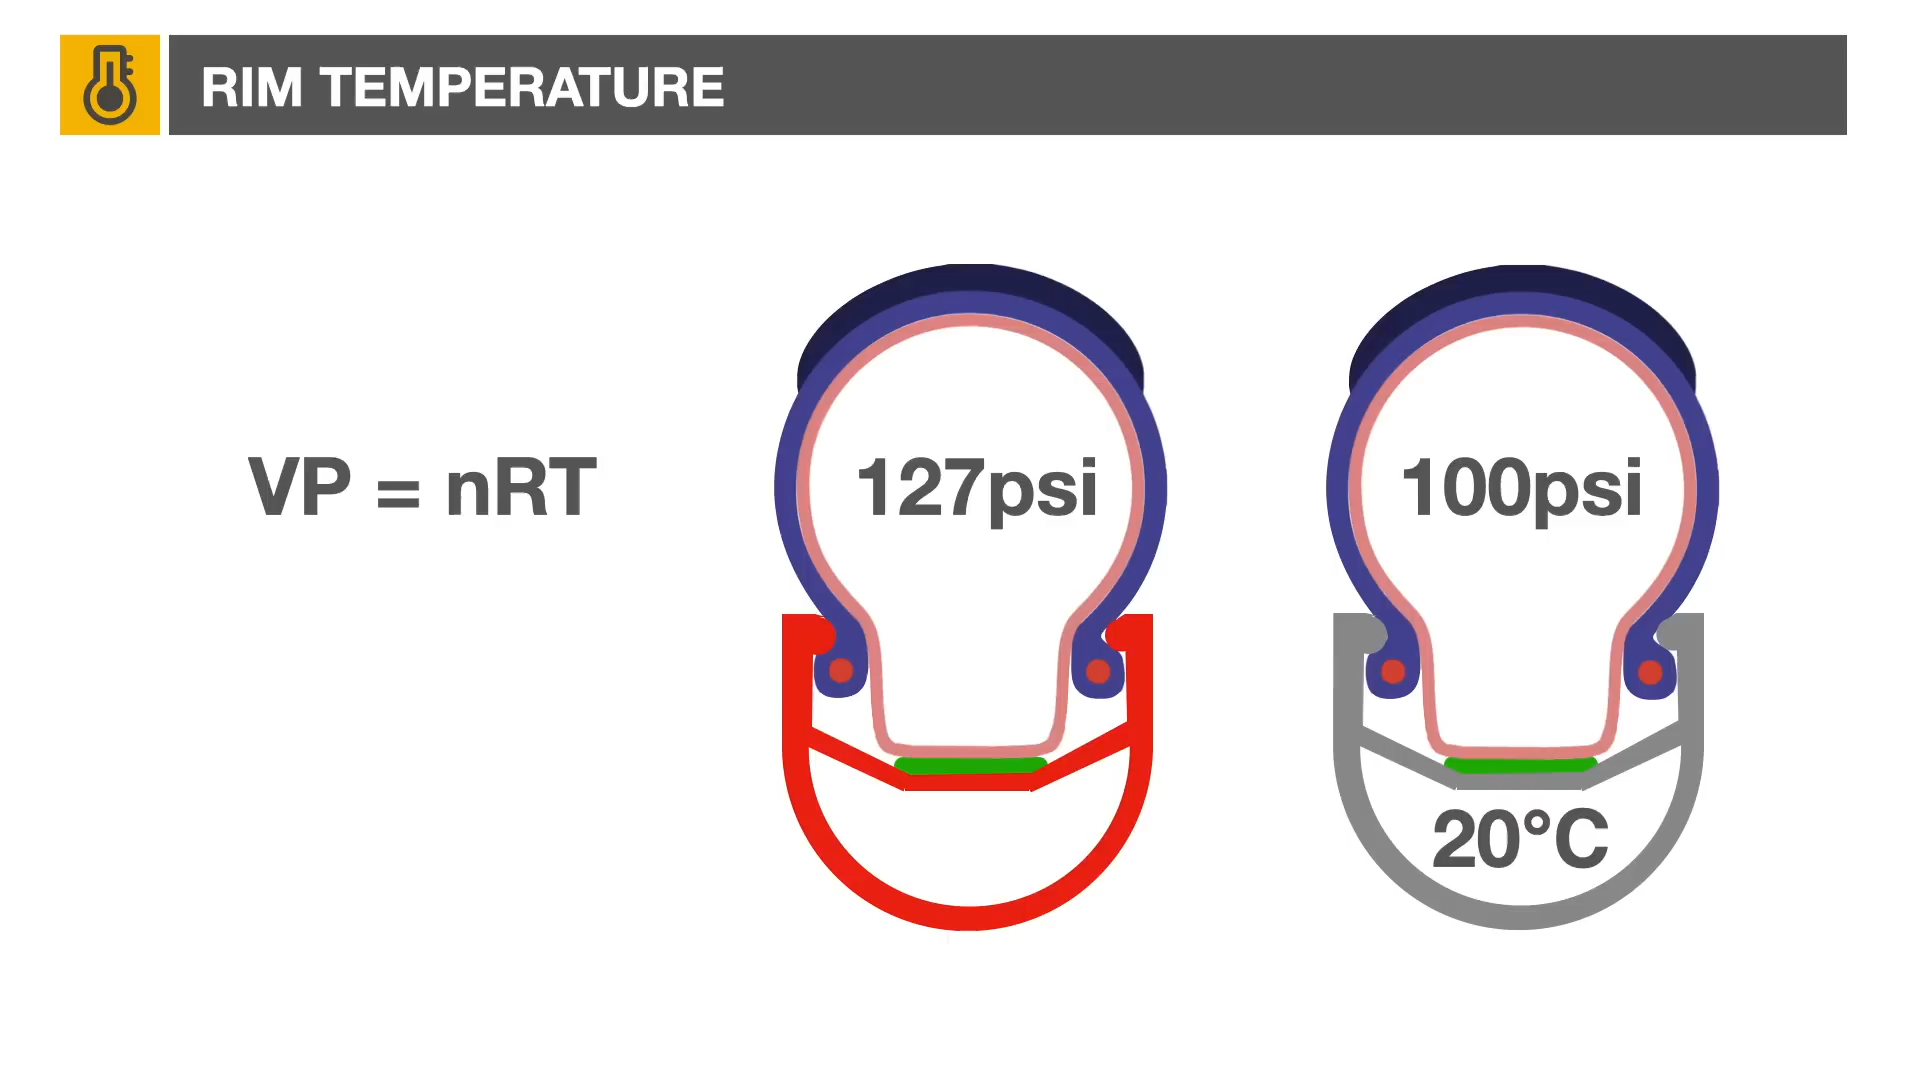 RIM TEMPERATURE
VP = nRT
127psi
100psi
20°C